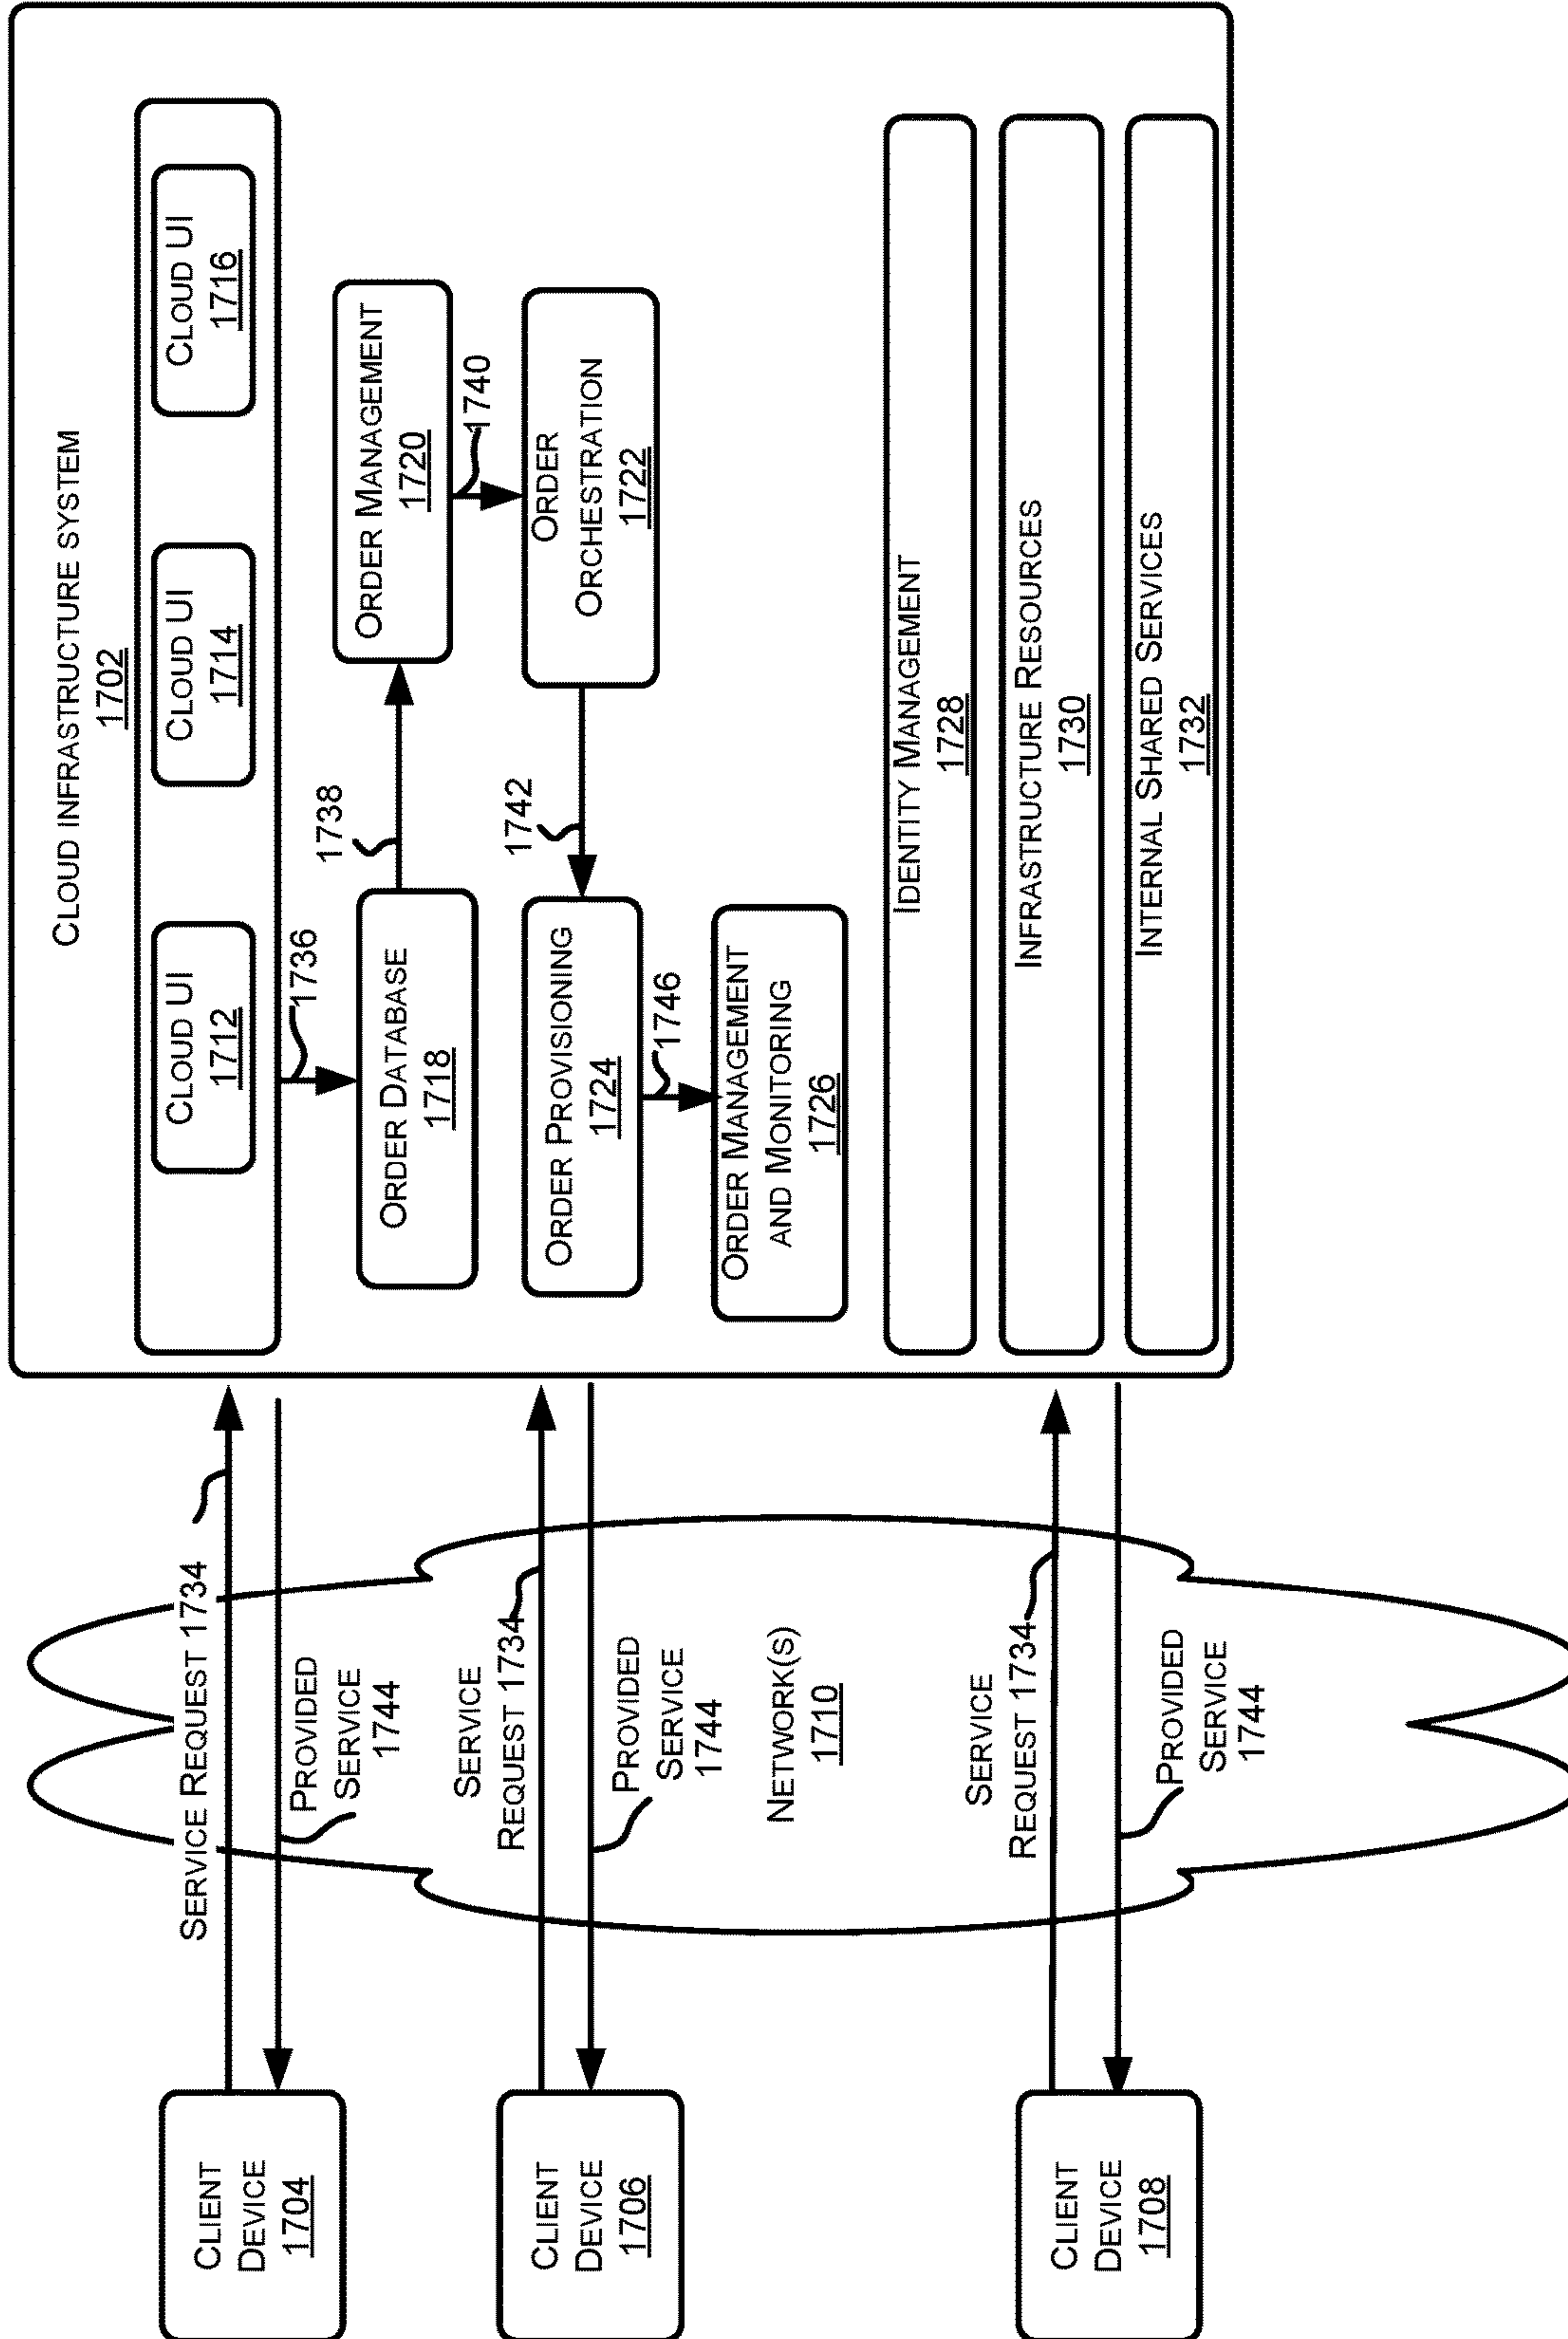 CLOUD INFRASTRUCTURE SYSTEM
1702
CLOUD UI
1712
CLOUD UI
1714
CLOUD UI
1716
1736
ORDER DATABASE
1718
1738
ORDER MANAGEMENT
1720
1740
ORDER
ORCHESTRATION
1722
1742
ORDER PROVISIONING
1724
1746
ORDER MANAGEMENT
AND MONITORING
1726
IDENTITY MANAGEMENT
1728
INFRASTRUCTURE RESOURCES
1730
INTERNAL SHARED SERVICES
1732
CLIENT
DEVICE
1704
SERVICE REQUEST 1734
PROVIDED
SERVICE
1744
CLIENT
DEVICE
1706
SERVICE
REQUEST 1734
PROVIDED
SERVICE
1744
NETWORK(S)
1710
CLIENT
DEVICE
1708
SERVICE
REQUEST 1734
PROVIDED
SERVICE
1744